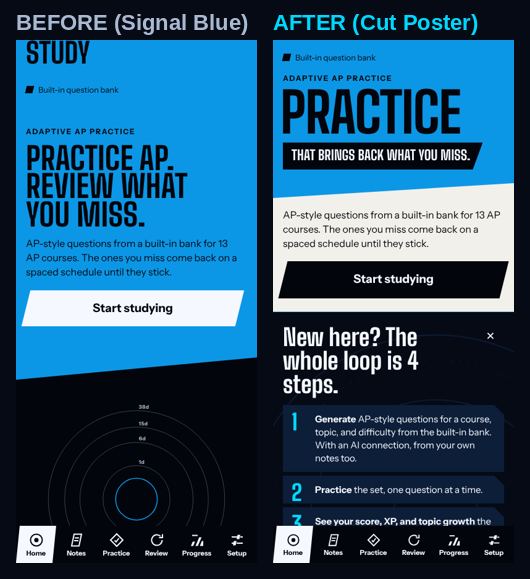 BEFORE (Signal Blue)
STUDY
Built-in question bank
ADAPTIVE AP PRACTICE
PRACTICE AP.
REVIEW WHAT
YOU MISS.
AP-style questions from a built-in bank for 13
AP courses. The ones you miss come back on a
spaced schedule until they stick.
Start studying
38d
15d
6d
1d
Home
Notes
Practice
Review
Progress
Setup
AFTER (Cut Poster)
Built-in question bank
ADAPTIVE AP PRACTICE
PRACTICE
THAT BRINGS BACK WHAT YOU MISS.
AP-style questions from a built-in bank for 13 AP
courses. The ones you miss come back on a
spaced schedule until they stick.
Start studying
New here? The
whole loop is 4
steps.
×
1
Generate AP-style questions for a course,
topic, and difficulty from the built-in bank.
With an AI connection, from your own
notes too.
2
Practice the set, one question at a time.
3
See your score, XP, and topic growth the
Home
Notes
Practice
Review
Progress
Setup